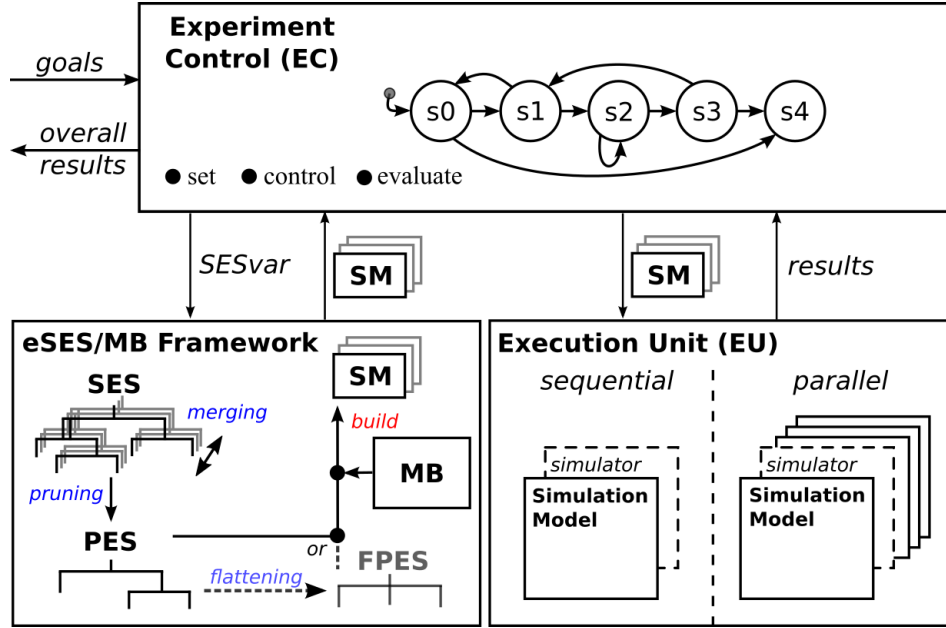 Experiment
Control (EC)
goals
overall
results
s0
s1
s2
s3
s4
set
control
evaluate
SESvar
SM
SM
results
eSES/MB Framework
SES
merging
pruning
PES
flattening
or
FPES
SM
build
MB
Execution Unit (EU)
sequential
parallel
simulator
Simulation
Model
simulator
Simulation
Model